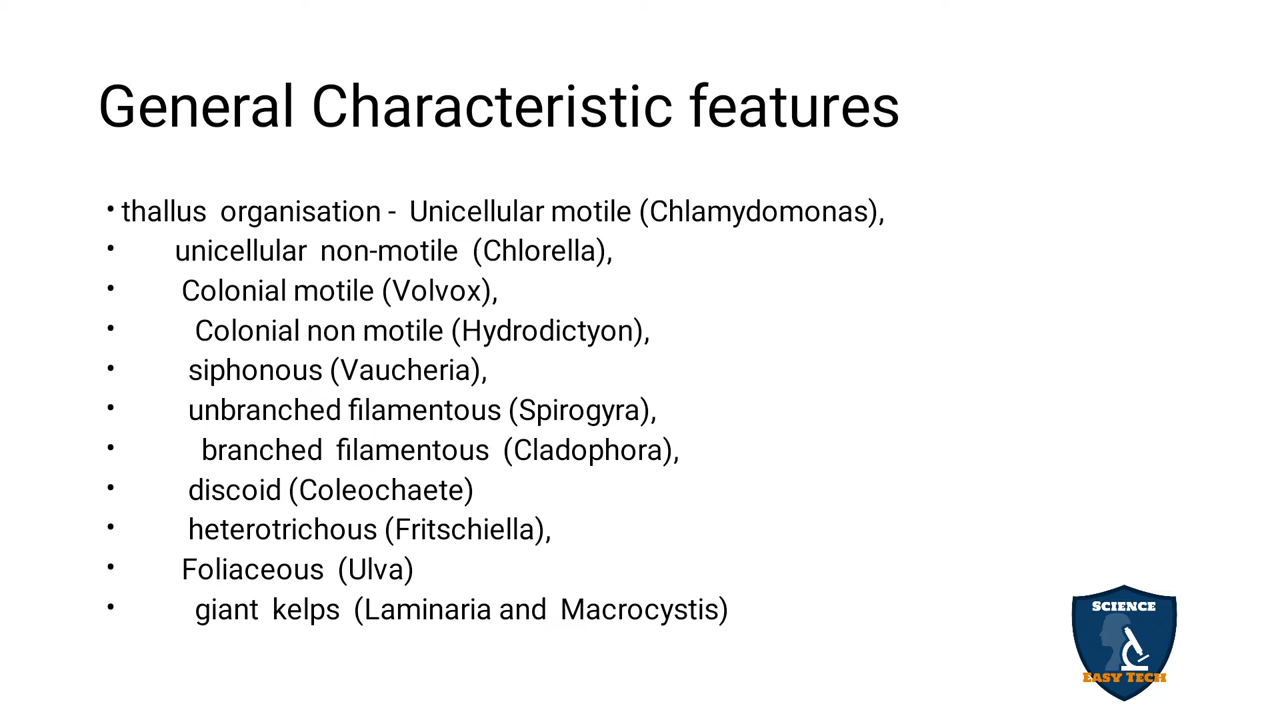 General Characteristic features
• thallus organisation - Unicellular motile (Chlamydomonas),
• unicellular non-motile (Chlorella),
• Colonial motile (Volvox),
• Colonial non motile (Hydrodictyon),
• siphonous (Vaucheria),
• unbranched filamentous (Spirogyra),
• branched filamentous (Cladophora),
• discoid (Coleochaete)
• heterotrichous (Fritschiella),
• Foliaceous (Ulva)
• giant kelps (Laminaria and Macrocystis)
SCIENCE
EASY TECH